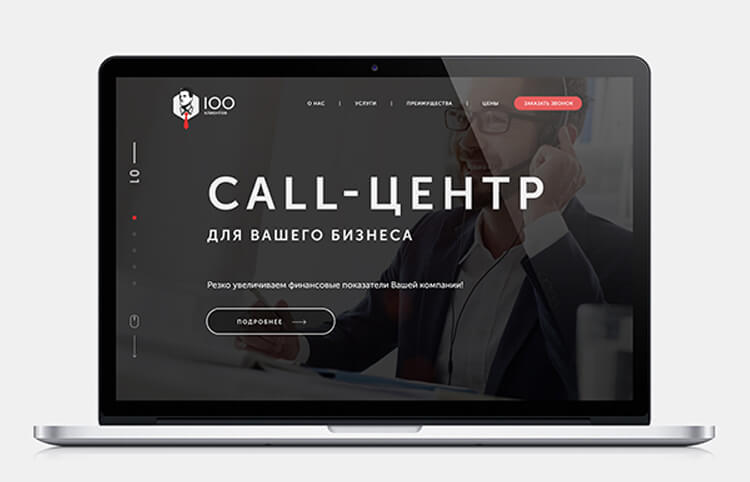 100
КЛИЕНТОВ
О НАС | УСЛУГИ | ПРЕИМУЩЕСТВА | ЦЕНЫ
ЗАКАЗАТЬ ЗВОНОК
01
CALL-ЦЕНТР
ДЛЯ ВАШЕГО БИЗНЕСА
Резко увеличиваем финансовые показатели Вашей компании!
ПОДРОБНЕЕ